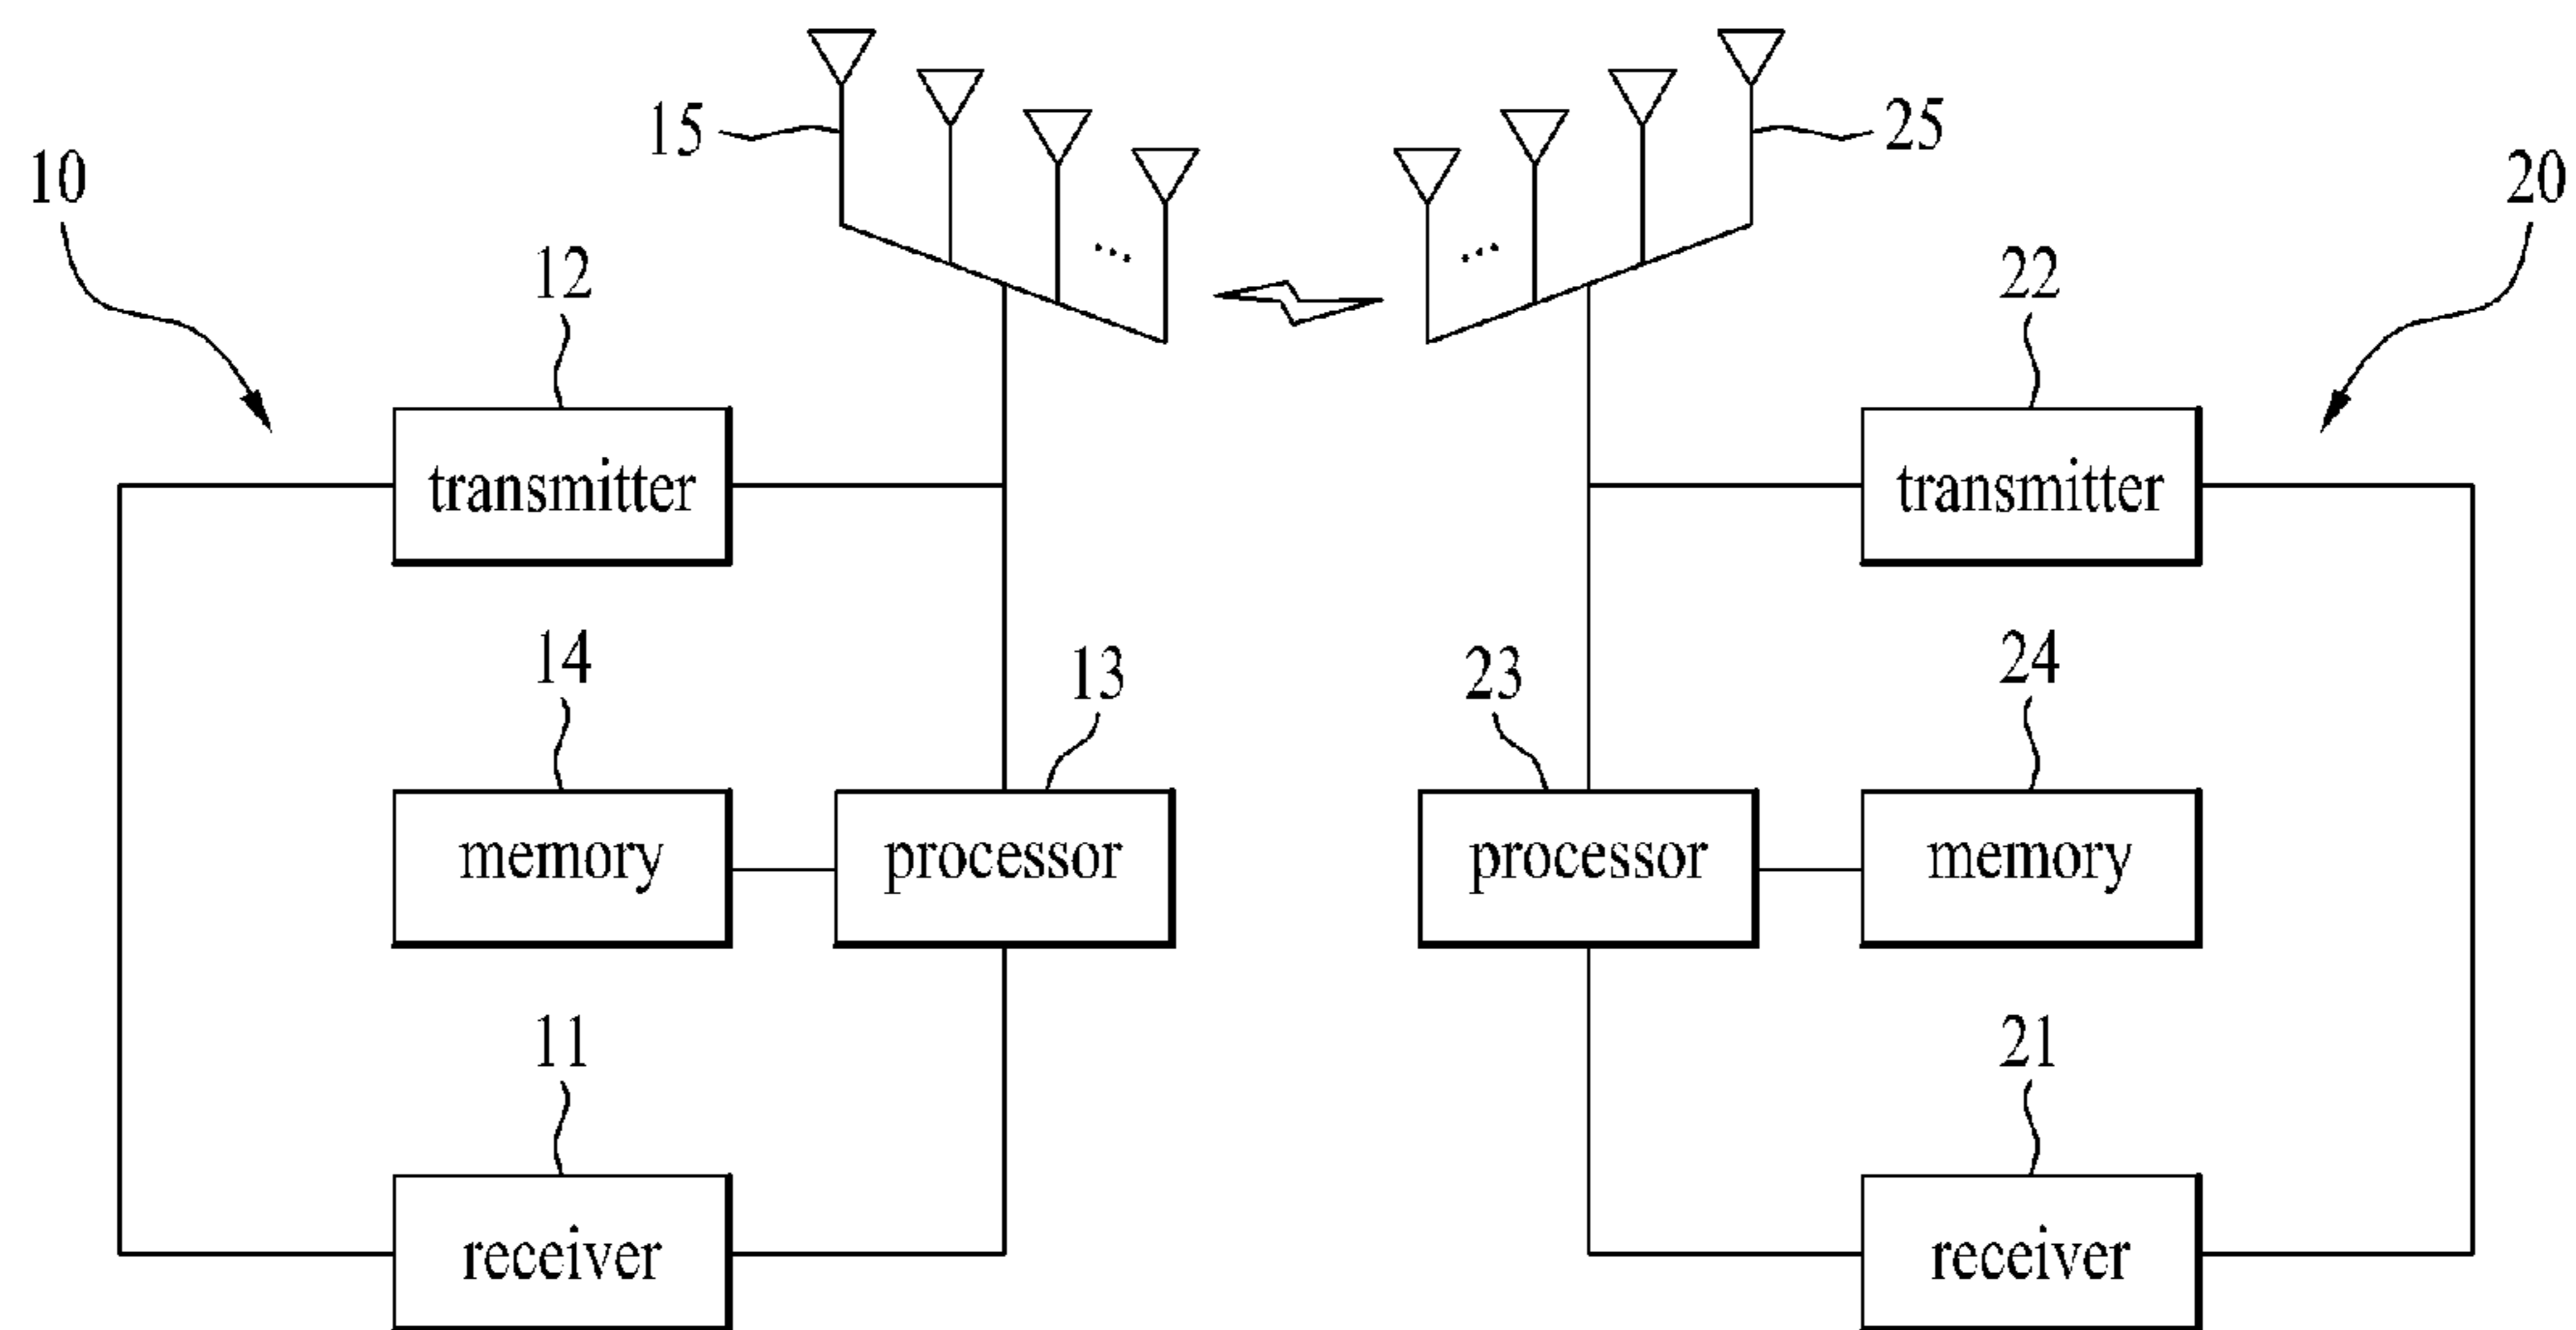 15 25
10 20
12 22
transmitter transmitter
14 24
13 23
memory processor processor memory
11 21
receiver receiver